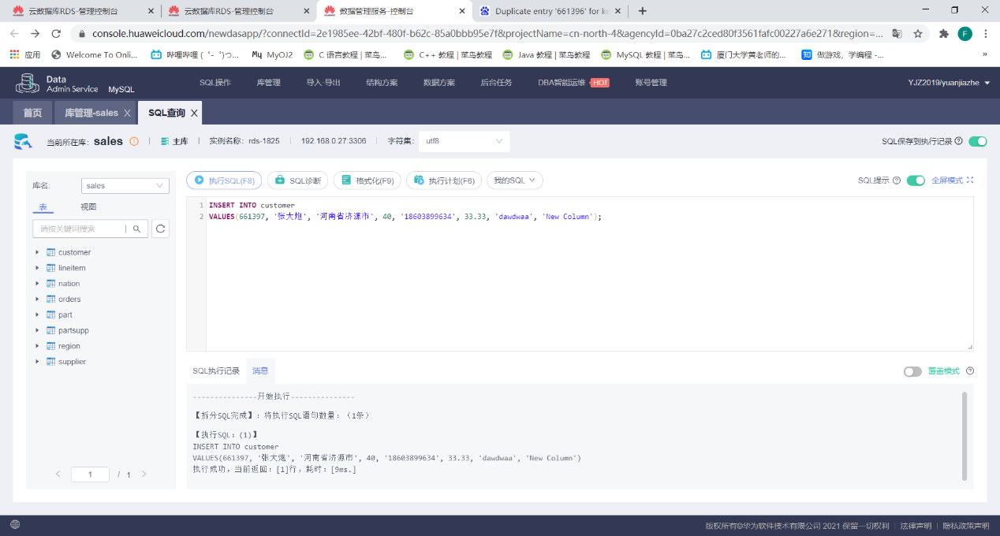 云数据库RDS-管理控制台
云数据库RDS-管理控制台
数据管理服务-控制台
Duplicate entry '661396' for k
console.huaweicloud.com/newdasapp/?connectId=2e1985ee-42bf-480f-b62c-85a0bbb95e7f&projectName=cn-north-4&agencyId=0ba27c2ced80f3561fafc00227a6e271&region=...
F
应用
Welcome To Onli...
哔哩哔哩 (゜-゜)つ...
My MyOJ2
C 语言教程 | 菜鸟...
C++ 教程 | 菜鸟教程
Java 教程 | 菜鸟教程
MySQL 教程 | 菜鸟...
厦门大学黄老师的...
知 做游戏，学编程 -...
»
Data
Admin Service MySQL
SQL操作 库管理 导入·导出 结构方案 数据方案 后台任务 DBA智能运维 HOT 账号管理
YJZ2019/yuanjiazhe
首页 库管理-sales X SQL查询 X
当前所在库: sales | 主库 | 实例名称: rds-1825 | 192.168.0.27:3306 | 字符集: utf8
SQL保存到执行记录
库名: sales
执行SQL(F8) SQL诊断 格式化(F9) 执行计划(F6) 我的SQL
SQL提示 全屏模式
表 视图
请按关键词搜索
customer
lineitem
nation
orders
part
partsupp
region
supplier
1 / 1
1 INSERT INTO customer
2 VALUES(661397, '张大炮', '河南省济源市', 40, '18603899634', 33.33, 'dawdwaa', 'New Column');
SQL执行记录 消息
覆盖模式
---------------开始执行---------------
【拆分SQL完成】：将执行SQL语句数量：（1条）
【执行SQL：(1)】
INSERT INTO customer
VALUES(661397, '张大炮', '河南省济源市', 40, '18603899634', 33.33, 'dawdwaa', 'New Column')
执行成功，当前返回：[1]行，耗时：[9ms.]
版权所有©华为软件技术有限公司 2021 保留一切权利 | 法律声明 | 隐私政策声明